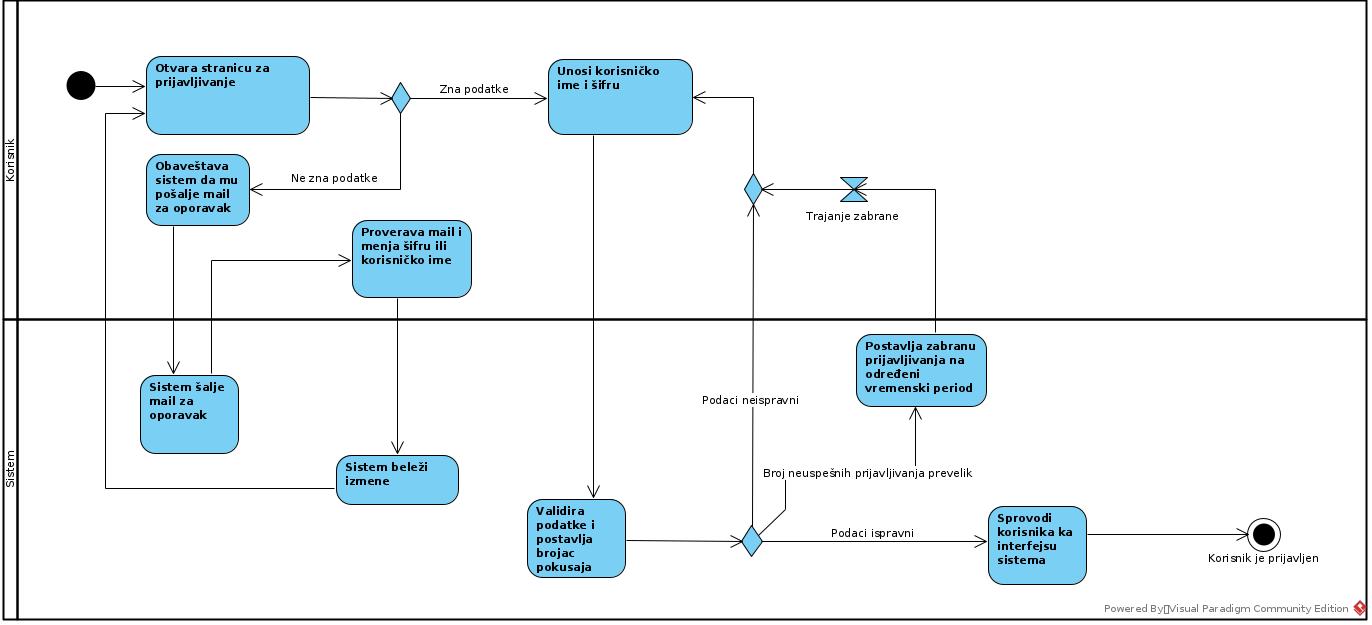 Korisnik
Otvara stranicu za
prijavljivanje
Zna podatke
Unosi korisničko
ime i šifru
Obaveštava
sistem da mu
pošalje mail
za oporavak
Ne zna podatke
Proverava mail i
menja šifru ili
korisničko ime
Trajanje zabrane
Sistem
Sistem šalje
mail za
oporavak
Sistem beleži
izmene
Postavlja zabranu
prijavljivanja na
određeni
vremenski period
Podaci neispravni
Broj neuspešnih prijavljivanja prevelik
Validira
podatke i
postavlja
brojac
pokusaja
Podaci ispravni
Sprovodi
korisnika ka
interfejsu
sistema
Korisnik je prijavljen
Powered By▯Visual Paradigm Community Edition